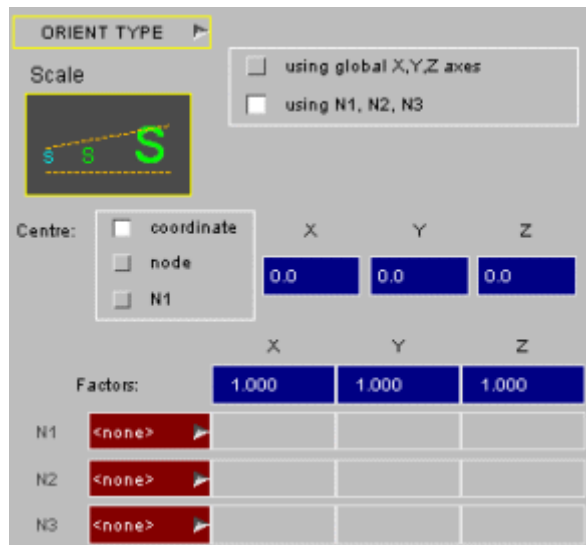 ORIENT TYPE
Scale
using global X,Y,Z axes
using N1, N2, N3
s S S
Centre:
coordinate
node
N1
X Y Z
0.0 0.0 0.0
X Y Z
Factors: 1.000 1.000 1.000
N1 <none>
N2 <none>
N3 <none>